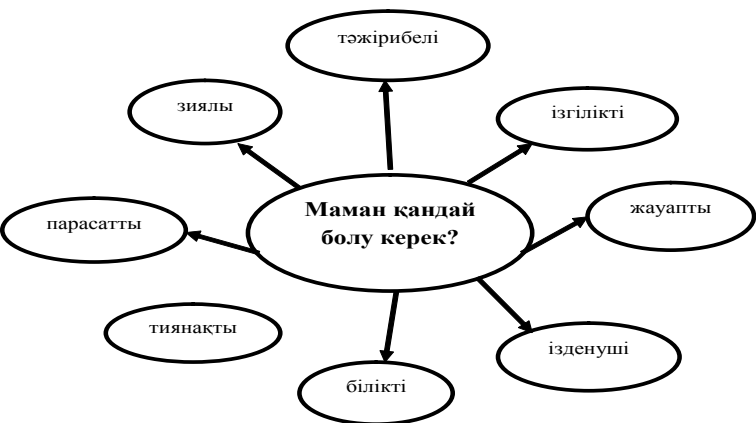 тәжірибелі
зиялы
ізгілікті
Маман қандай
болу керек?
парасатты
жауапты
тиянақты
ізденуші
білікті